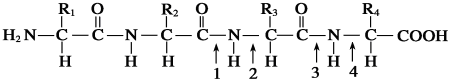 R₁ O R₂ O R₃ O R₄
H₂N—C—C—N—C—C—N—C—C—N—C—COOH
H H H H H H H
1 2 3 4